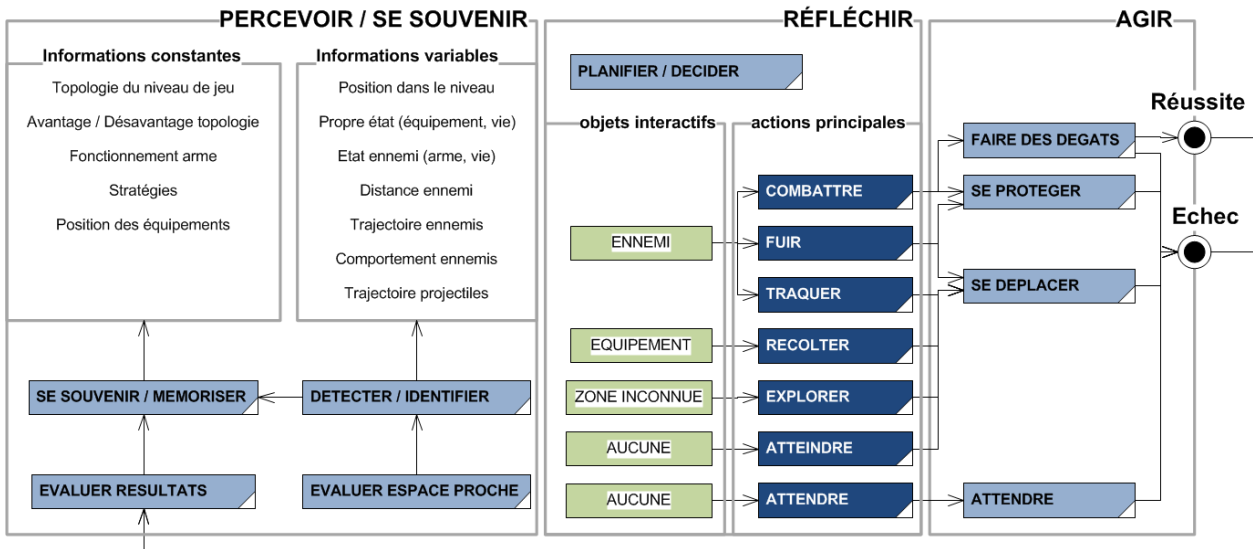 PERCEVOIR / SE SOUVENIR
Informations constantes
Topologie du niveau de jeu
Avantage / Désavantage topologie
Fonctionnement arme
Stratégies
Position des équipements
Informations variables
Position dans le niveau
Propre état (équipement, vie)
Etat ennemi (arme, vie)
Distance ennemi
Trajectoire ennemis
Comportement ennemis
Trajectoire projectiles
SE SOUVENIR / MEMORISER
DETECTER / IDENTIFIER
EVALUER RESULTATS
EVALUER ESPACE PROCHE
RÉFLÉCHIR
PLANIFIER / DECIDER
objets interactifs
ENNEMI
EQUIPEMENT
ZONE INCONNUE
AUCUNE
AUCUNE
actions principales
COMBATTRE
FUIR
TRAQUER
RECOLTER
EXPLORER
ATTEINDRE
ATTENDRE
AGIR
FAIRE DES DEGATS
SE PROTEGER
SE DEPLACER
ATTENDRE
Réussite
Echec